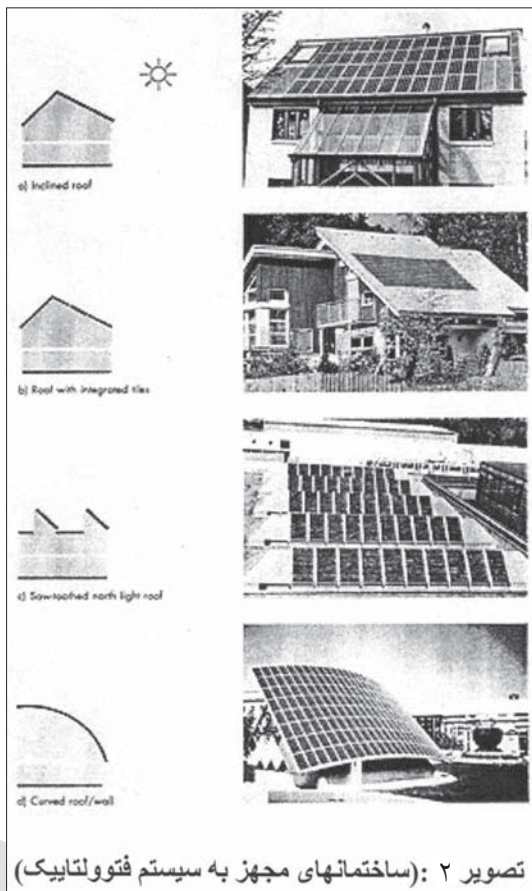 a) Inclined roof
b) Roof with integrated tiles
c) Saw-toothed north light roof
d) Curved roof/wall
تصویر ۲ :(ساختمانهای مجهز به سیستم فتوولتاییک)